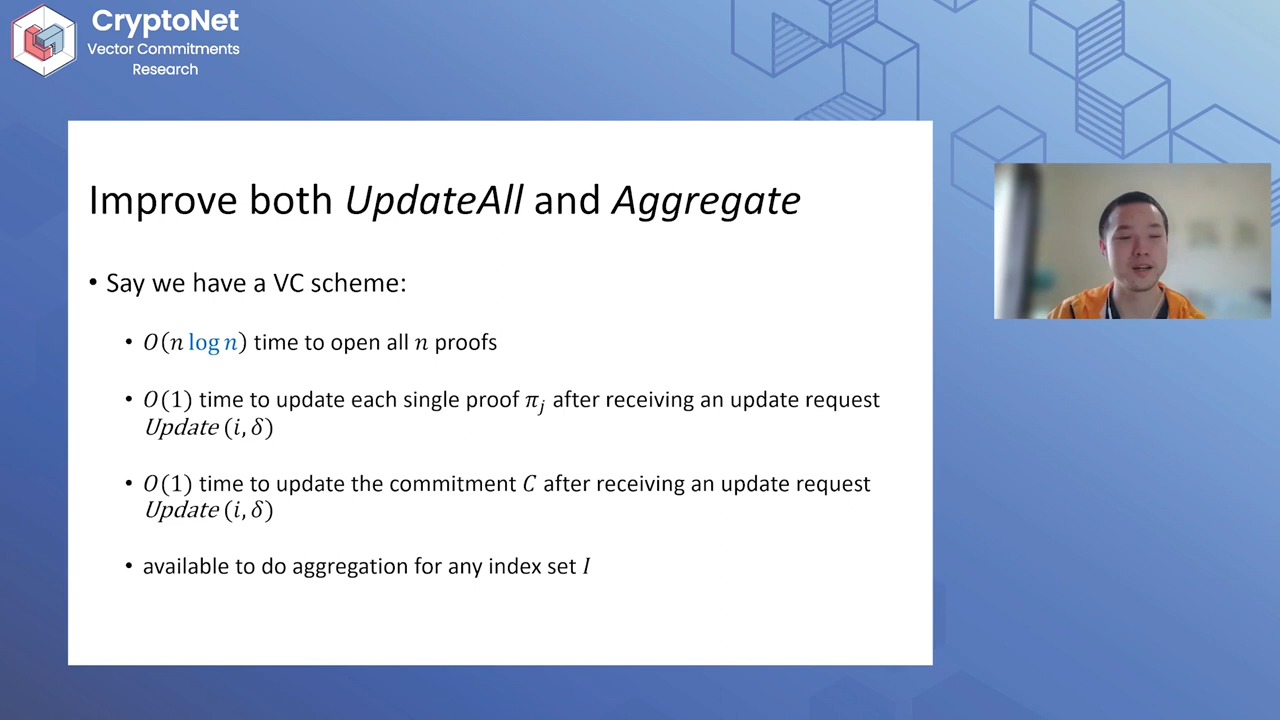 CryptoNet
Vector Commitments
Research
Improve both UpdateAll and Aggregate
• Say we have a VC scheme:
• O(n log n) time to open all n proofs
• O(1) time to update each single proof π_j after receiving an update request
Update (i, δ)
• O(1) time to update the commitment C after receiving an update request
Update (i, δ)
• available to do aggregation for any index set I